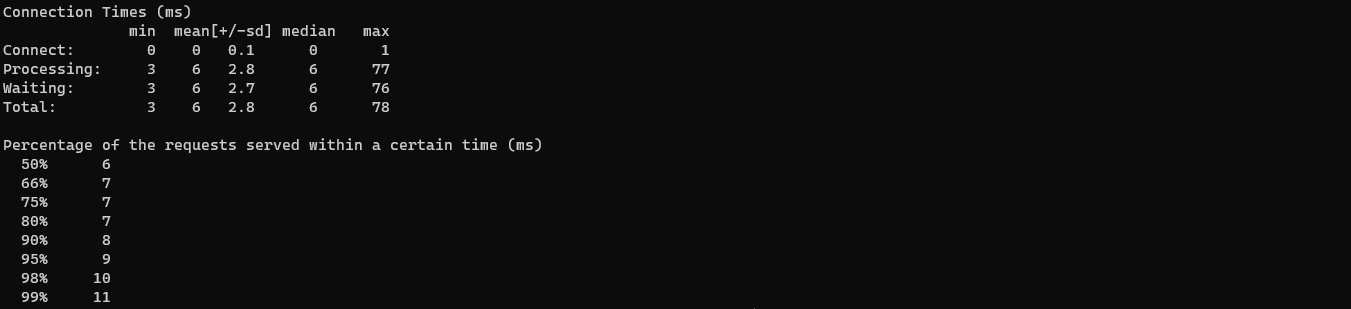 Connection Times (ms)
              min  mean[+/-sd] median   max
Connect:        0    0   0.1      0       1
Processing:     3    6   2.8      6      77
Waiting:        3    6   2.7      6      76
Total:          3    6   2.8      6      78

Percentage of the requests served within a certain time (ms)
  50%      6
  66%      7
  75%      7
  80%      7
  90%      8
  95%      9
  98%     10
  99%     11